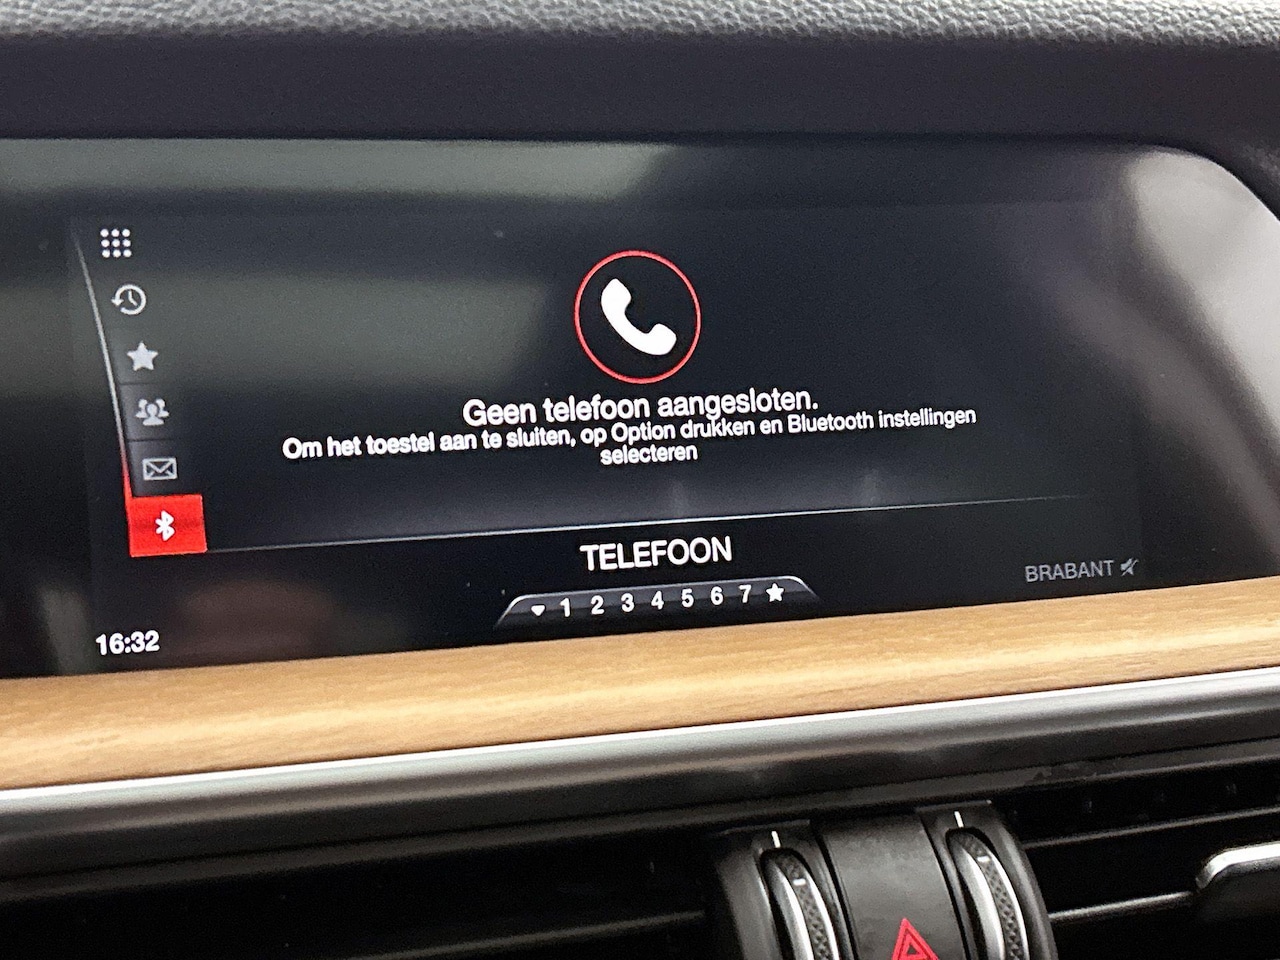 Geen telefoon aangesloten.
Om het toestel aan te sluiten, op Option drukken en Bluetooth instellingen
selecteren
TELEFOON
BRABANT
1 2 3 4 5 6 7
16:32